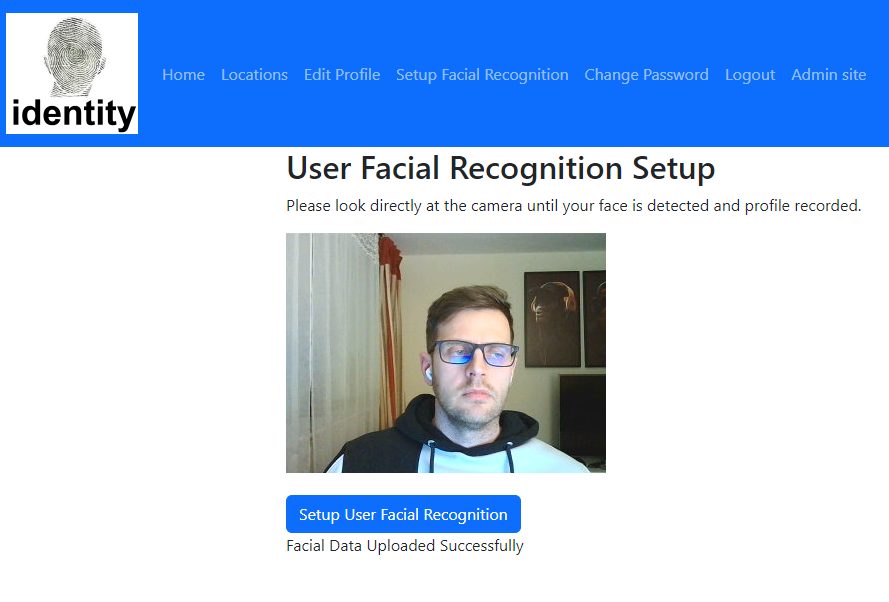 identity
Home Locations Edit Profile Setup Facial Recognition Change Password Logout Admin site
User Facial Recognition Setup
Please look directly at the camera until your face is detected and profile recorded.
Setup User Facial Recognition
Facial Data Uploaded Successfully